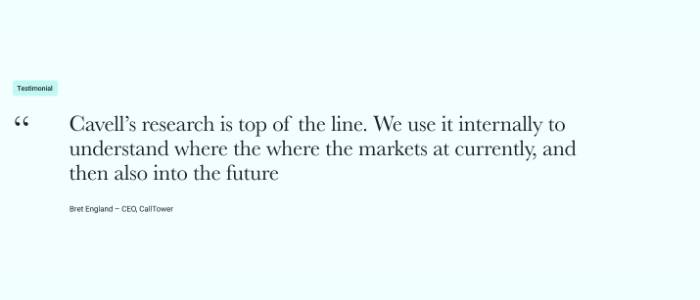 Testimonial
“
Cavell’s research is top of the line. We use it internally to
understand where the where the markets at currently, and
then also into the future
Bret England – CEO, CallTower